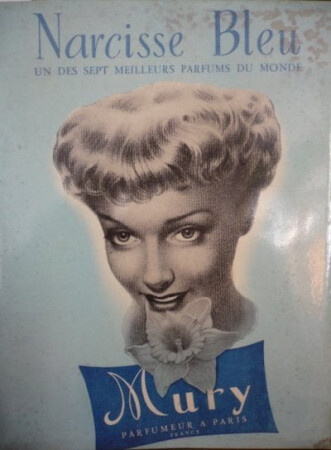 Narcisse Bleu
UN DES SEPT MEILLEURS PARFUMS DU MONDE
Mury
PARFUMEUR A PARIS
FRANCE